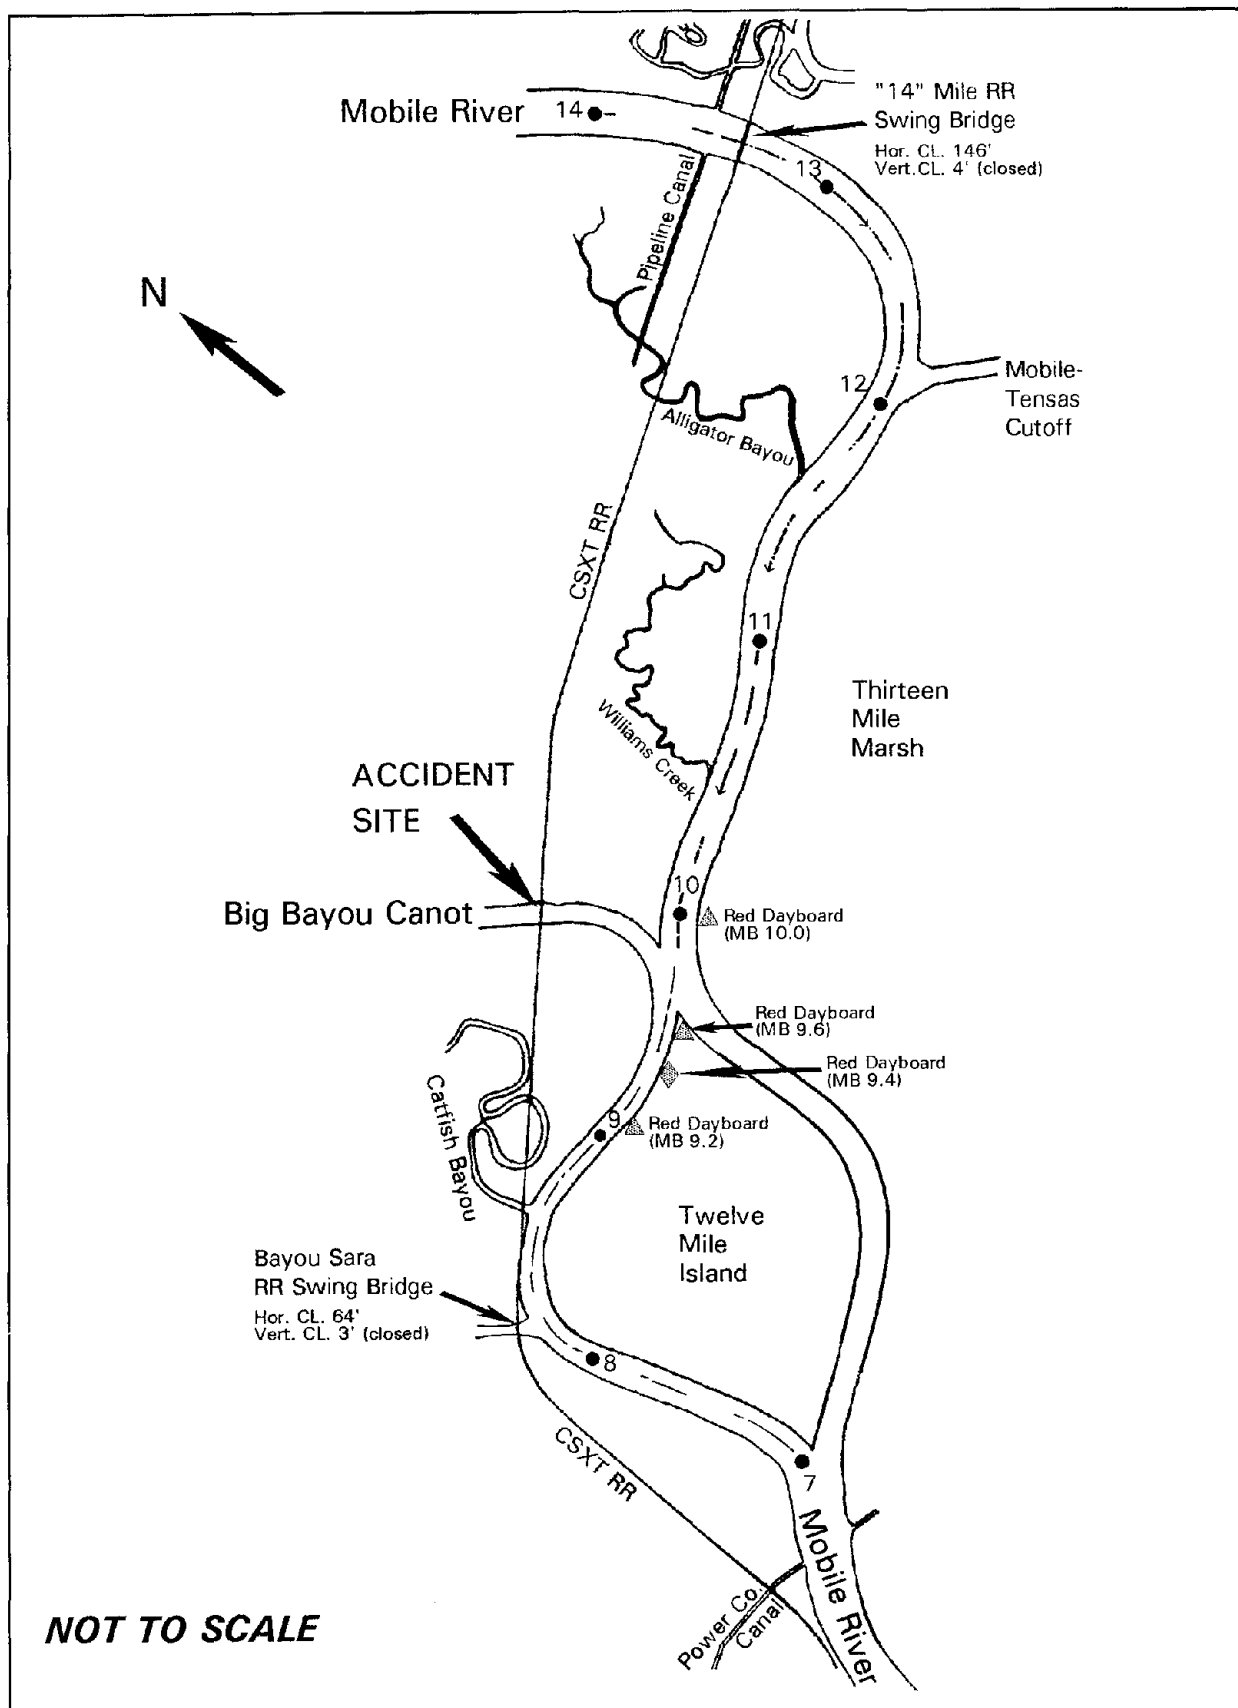 Mobile River
14
"14" Mile RR
Swing Bridge
Hor. CL. 146'
Vert.CL. 4' (closed)
13
Pipeline Canal
N
12
Mobile-
Tensas
Cutoff
Alligator Bayou
CSXT RR
11
Thirteen
Mile
Marsh
Williams Creek
ACCIDENT
SITE
10
Big Bayou Canot
Red Dayboard
(MB 10.0)
Red Dayboard
(MB 9.6)
Red Dayboard
(MB 9.4)
Catfish Bayou
9
Red Dayboard
(MB 9.2)
Twelve
Mile
Island
Bayou Sara
RR Swing Bridge
Hor. CL. 64'
Vert. CL. 3' (closed)
8
CSXT RR
7
Mobile River
Power Co.
Canal
NOT TO SCALE